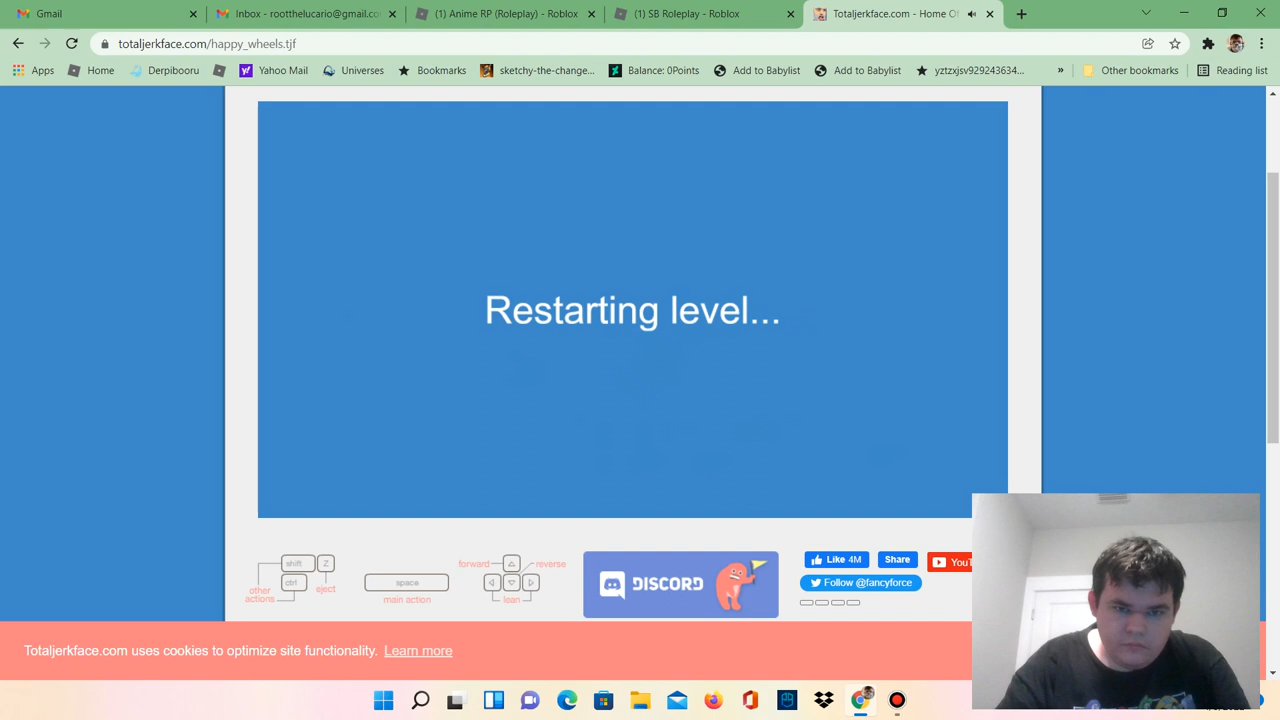 Gmail
Inbox - rootthelucario@gmail.co
(1) Anime RP (Roleplay) - Roblox
(1) SB Roleplay - Roblox
Totaljerkface.com - Home Of
totaljerkface.com/happy_wheels.tjf
Apps
Home
Derpibooru
Yahoo Mail
Universes
Bookmarks
sketchy-the-change...
Balance: 0Points
Add to Babylist
Add to Babylist
yztzxjsv929243634...
»
Other bookmarks
Reading list
Restarting level...
shift
Z
ctrl
other
actions
eject
space
main action
forward
reverse
lean
DISCORD
Like 4M
Share
YouT
Follow @fancyforce
Totaljerkface.com uses cookies to optimize site functionality. Learn more